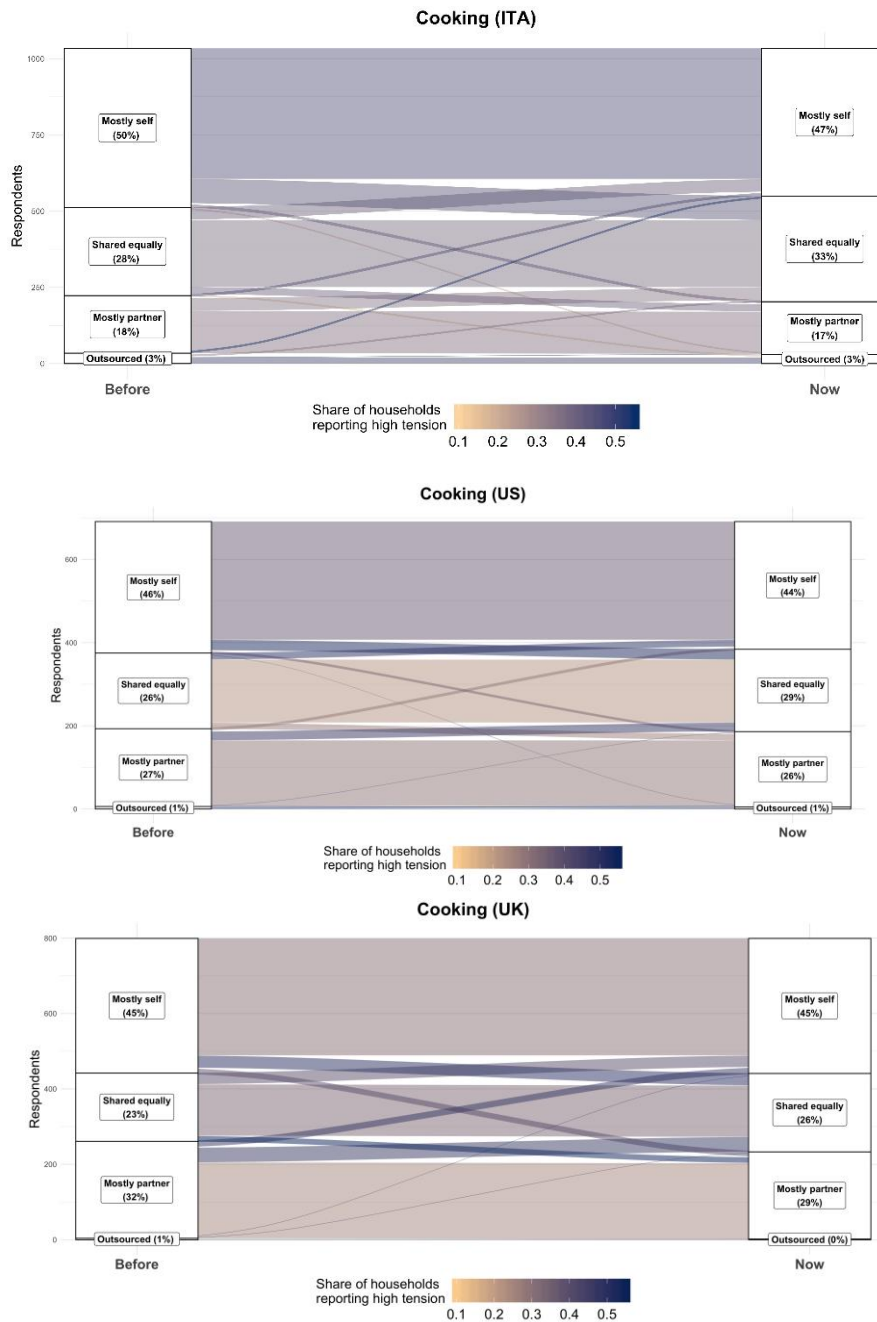 Cooking (ITA)
1000
750
500
250
0
Respondents
Mostly self
(50%)
Shared equally
(28%)
Mostly partner
(18%)
Outsourced (3%)
Mostly self
(47%)
Shared equally
(33%)
Mostly partner
(17%)
Outsourced (3%)
Before
Now
Share of households
reporting high tension
0.1 0.2 0.3 0.4 0.5
Cooking (US)
600
400
200
0
Respondents
Mostly self
(46%)
Shared equally
(26%)
Mostly partner
(27%)
Outsourced (1%)
Mostly self
(44%)
Shared equally
(29%)
Mostly partner
(26%)
Outsourced (1%)
Before
Now
Share of households
reporting high tension
0.1 0.2 0.3 0.4 0.5
Cooking (UK)
800
600
400
200
0
Respondents
Mostly self
(45%)
Shared equally
(23%)
Mostly partner
(32%)
Outsourced (1%)
Mostly self
(45%)
Shared equally
(26%)
Mostly partner
(29%)
Outsourced (0%)
Before
Now
Share of households
reporting high tension
0.1 0.2 0.3 0.4 0.5